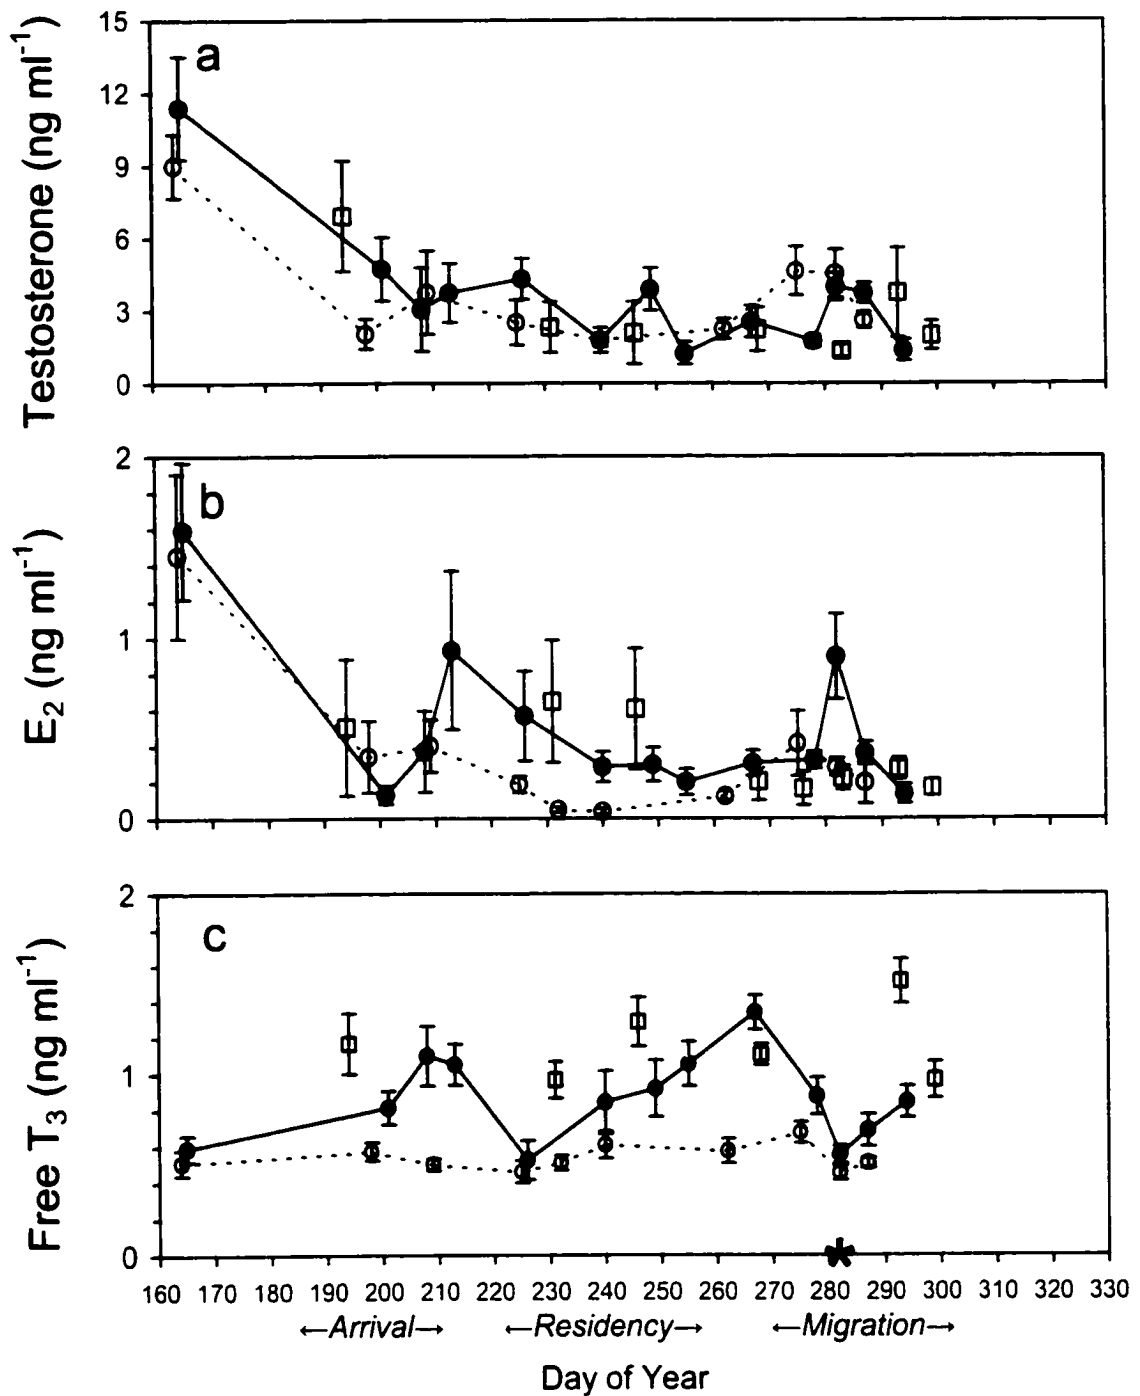 Testosterone (ng ml⁻¹)
15
12
9
6
3
0
a
E₂ (ng ml⁻¹)
2
1
0
b
Free T₃ (ng ml⁻¹)
2
1
0
c
*
160 170 180 190 200 210 220 230 240 250 260 270 280 290 300 310 320 330
←Arrival→ ←Residency→ ←Migration→
Day of Year